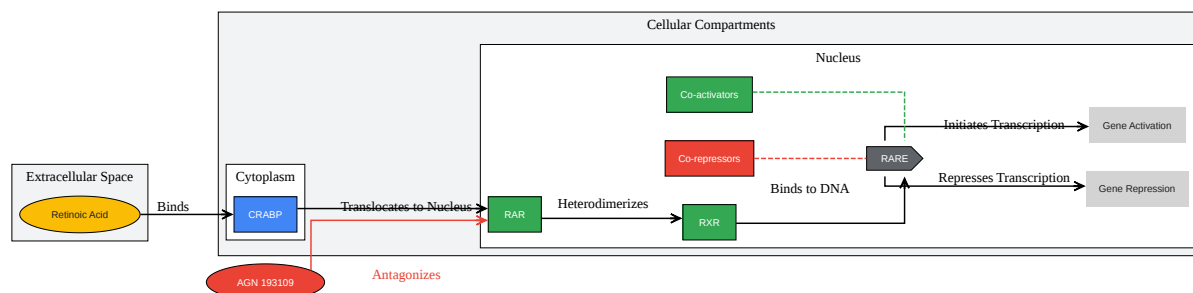 Cellular Compartments
Nucleus
Co-activators
Initiates Transcription
Gene Activation
Co-repressors
RARE
Extracellular Space
Cytoplasm
Binds to DNA
Represses Transcription
Gene Repression
Retinoic Acid
Binds
CRABP
Translocates to Nucleus
RAR
Heterodimerizes
RXR
AGN 193109
Antagonizes